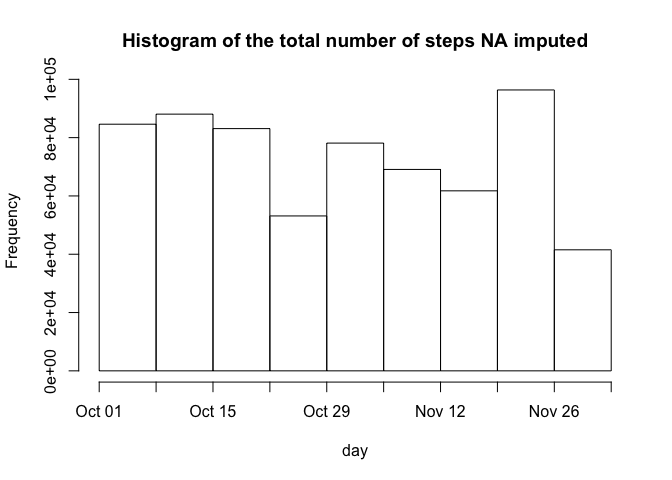 Histogram of the total number of steps NA imputed
Frequency
1e+05
8e+04
6e+04
4e+04
2e+04
0e+00
Oct 01 Oct 15 Oct 29 Nov 12 Nov 26
day